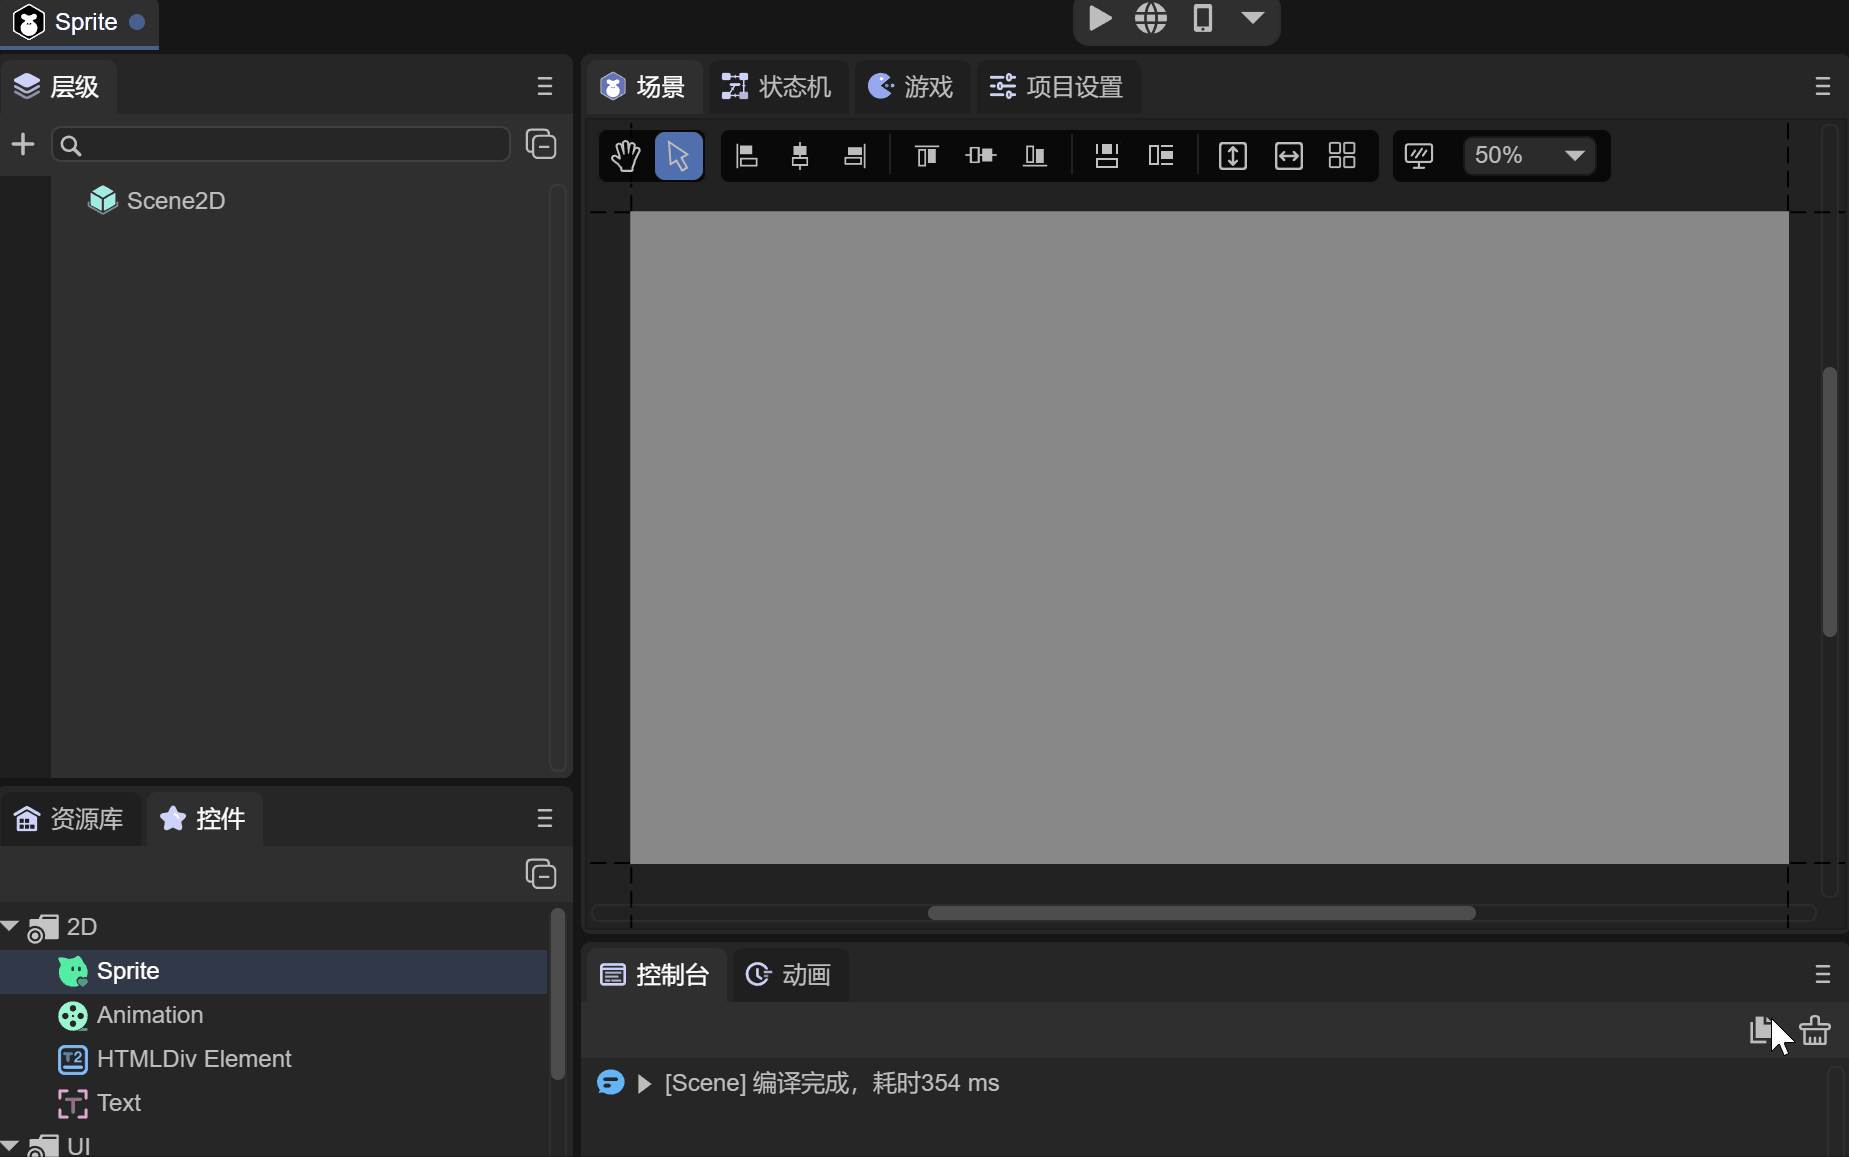 Sprite
层级
场景
状态机
游戏
项目设置
50%
Scene2D
资源库
控件
2D
Sprite
Animation
HTMLDiv Element
Text
UI
控制台
动画
[Scene] 编译完成，耗时354 ms